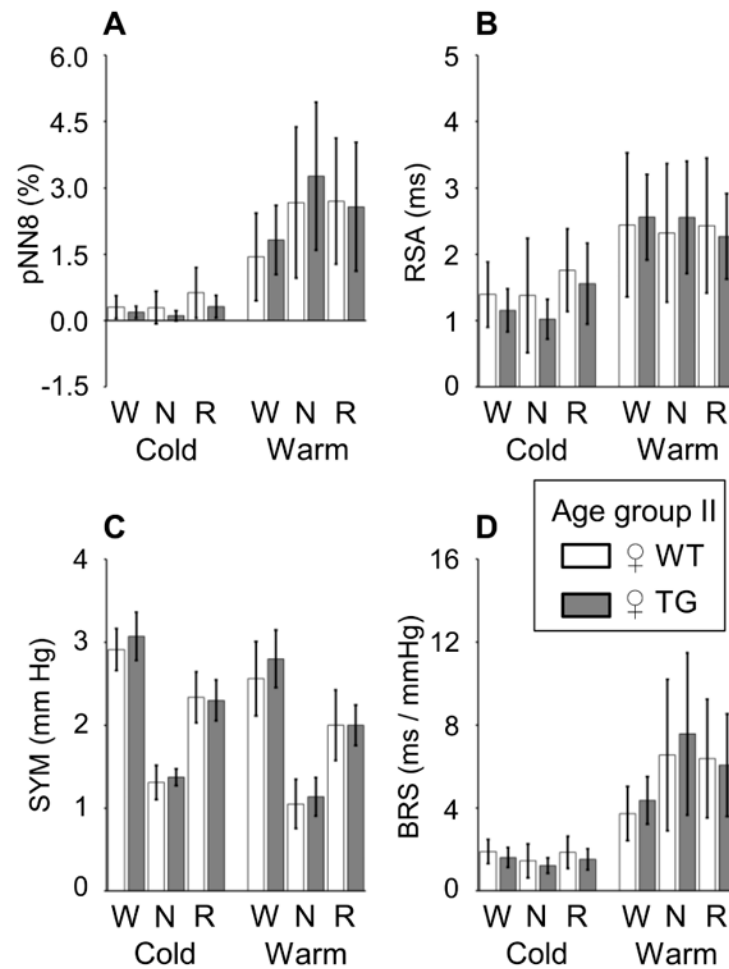 A
pNN8 (%)
6.0
4.5
3.0
1.5
0.0
-1.5
W N R W N R
Cold Warm
B
RSA (ms)
5
4
3
2
1
0
W N R W N R
Cold Warm
C
SYM (mm Hg)
4
3
2
1
0
W N R W N R
Cold Warm
D
BRS (ms / mmHg)
16
12
8
4
0
W N R W N R
Cold Warm
Age group II
♀ WT
♀ TG